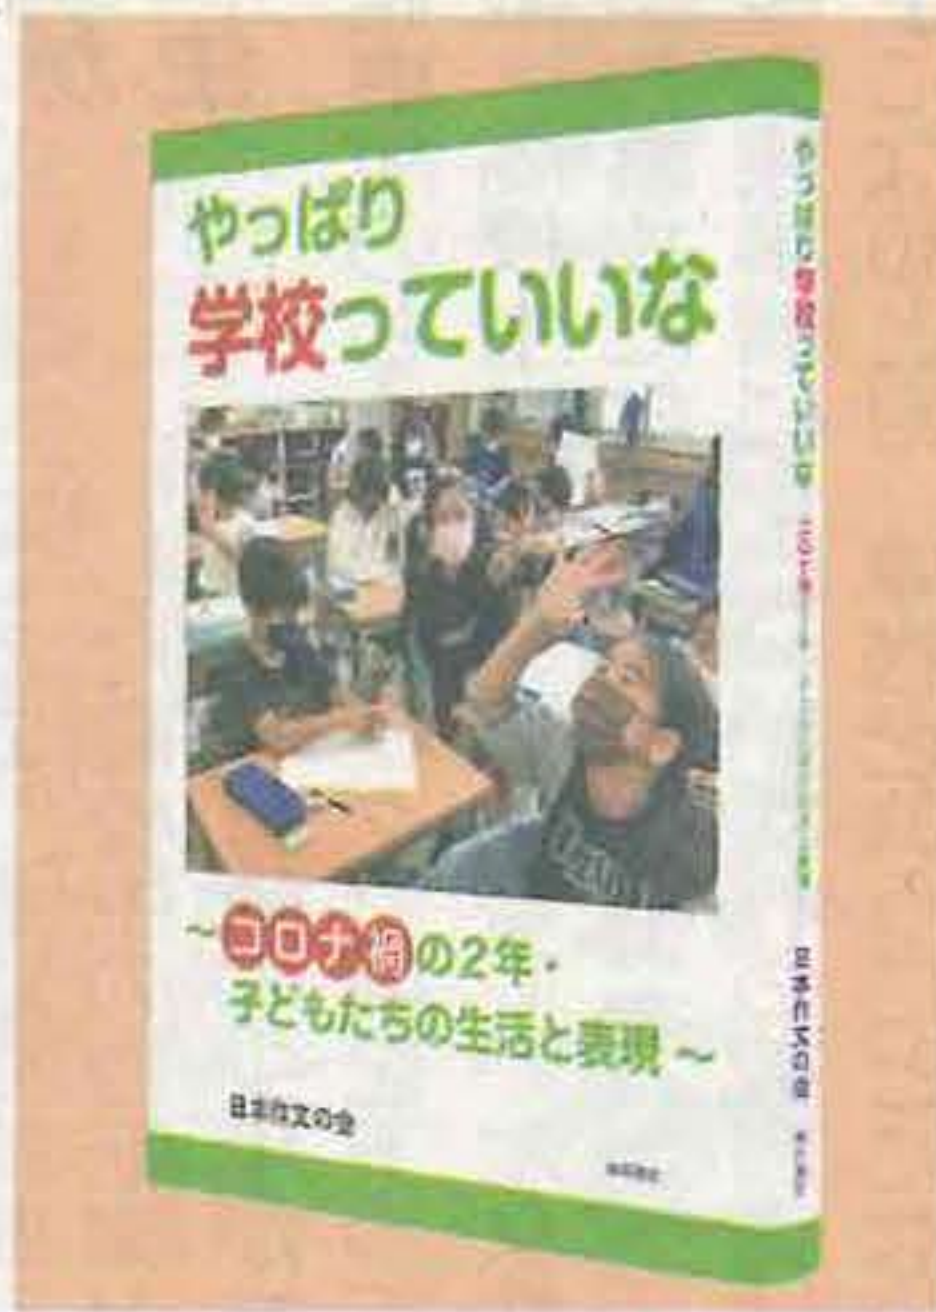 やっぱり
学校っていいな
～コロナ禍の2年・
子どもたちの生活と表現～
日本作文の会
やっぱり学校っていいな
日本作文の会